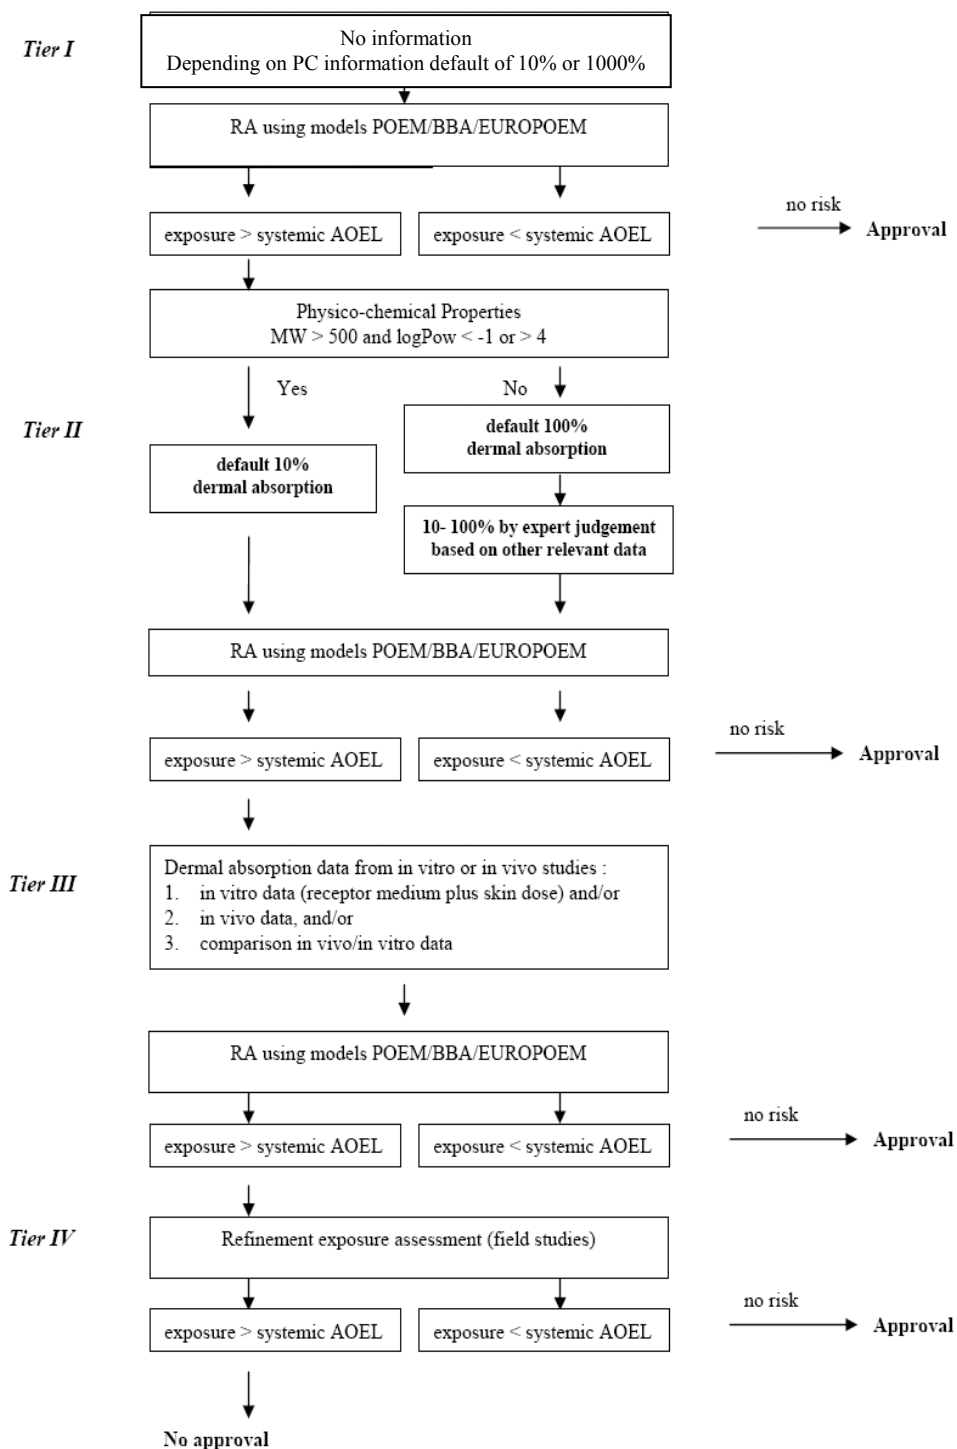 Tier I
No information
Depending on PC information default of 10% or 1000%
RA using models POEM/BBA/EUROPOEM
exposure > systemic AOEL
exposure < systemic AOEL
no risk
Approval
Physico-chemical Properties
MW > 500 and logPow < -1 or > 4
Yes
No
Tier II
default 10%
dermal absorption
default 100%
dermal absorption
10- 100% by expert judgement
based on other relevant data
RA using models POEM/BBA/EUROPOEM
exposure > systemic AOEL
exposure < systemic AOEL
no risk
Approval
Tier III
Dermal absorption data from in vitro or in vivo studies :
1. in vitro data (receptor medium plus skin dose) and/or
2. in vivo data, and/or
3. comparison in vivo/in vitro data
RA using models POEM/BBA/EUROPOEM
exposure > systemic AOEL
exposure < systemic AOEL
no risk
Approval
Tier IV
Refinement exposure assessment (field studies)
exposure > systemic AOEL
exposure < systemic AOEL
no risk
Approval
No approval